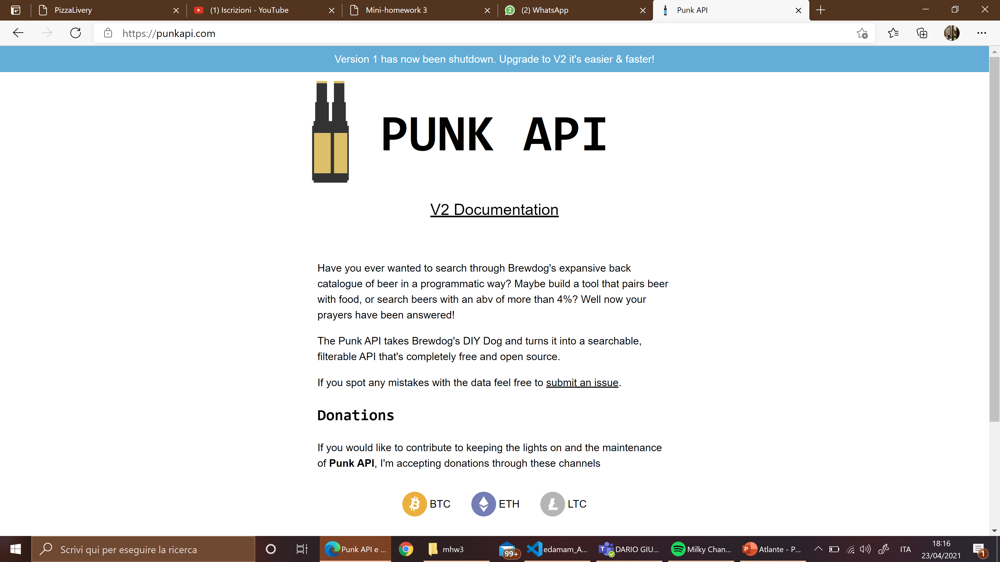 PizzaLivery
(1) Iscrizioni - YouTube
Mini-homework 3
2
(2) WhatsApp
Punk API
https://punkapi.com
Version 1 has now been shutdown. Upgrade to V2 it's easier & faster!
PUNK API
V2 Documentation
Have you ever wanted to search through Brewdog's expansive back
catalogue of beer in a programmatic way? Maybe build a tool that pairs beer
with food, or search beers with an abv of more than 4%? Well now your
prayers have been answered!
The Punk API takes Brewdog's DIY Dog and turns it into a searchable,
filterable API that's completely free and open source.
If you spot any mistakes with the data feel free to submit an issue.
Donations
If you would like to contribute to keeping the lights on and the maintenance
of Punk API, I'm accepting donations through these channels
BTC ETH LTC
Scrivi qui per eseguire la ricerca
Punk API e ...
mhw3
99+
edamam_A...
DARIO GIU...
Milky Chan...
Atlante - P...
ITA
18:16
23/04/2021
1